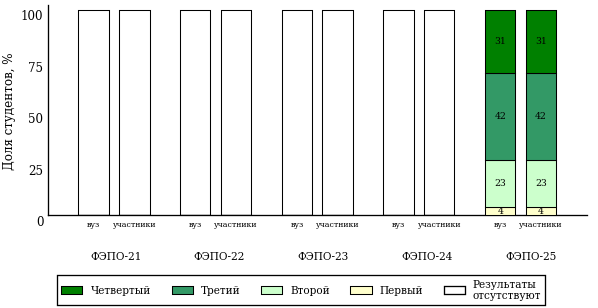 Доля студентов, %
100
75
50
25
0
31 31
42 42
23 23
4 4
вуз участники вуз участники вуз участники вуз участники вуз участники
ФЭПО-21 ФЭПО-22 ФЭПО-23 ФЭПО-24 ФЭПО-25
Четвертый Третий Второй Первый Результаты
отсутствуют